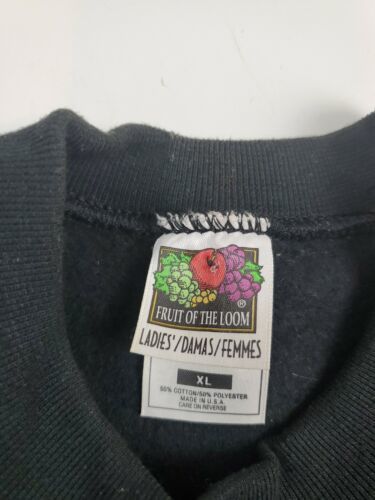 FRUIT OF THE LOOM
®
LADIES'/DAMAS/FEMMES
XL
50% COTTON/50% POLYESTER
MADE IN U.S.A
CARE ON REVERSE